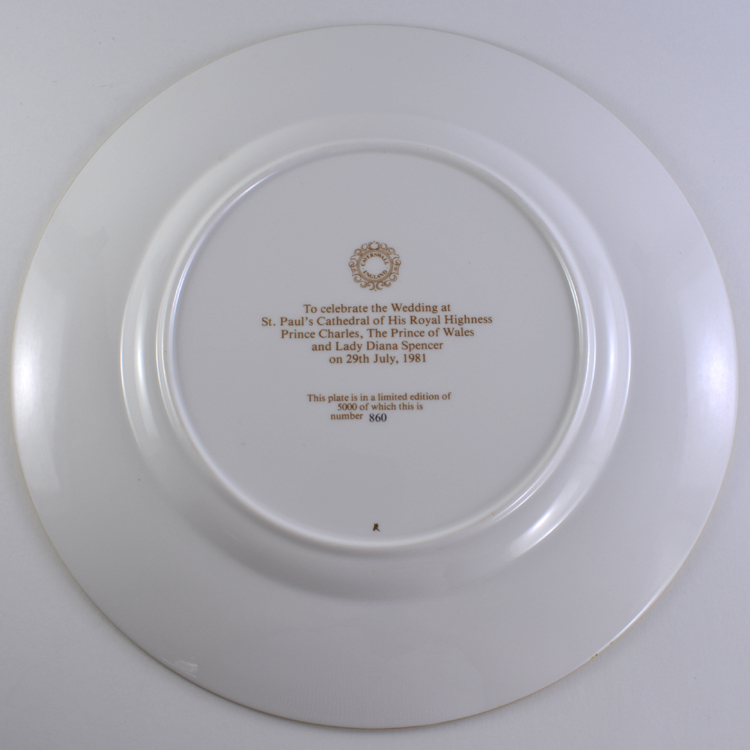 CAVERSWALL
ENGLAND
To celebrate the Wedding at
St. Paul's Cathedral of His Royal Highness
Prince Charles, The Prince of Wales
and Lady Diana Spencer
on 29th July, 1981
This plate is in a limited edition of
5000 of which this is
number 860